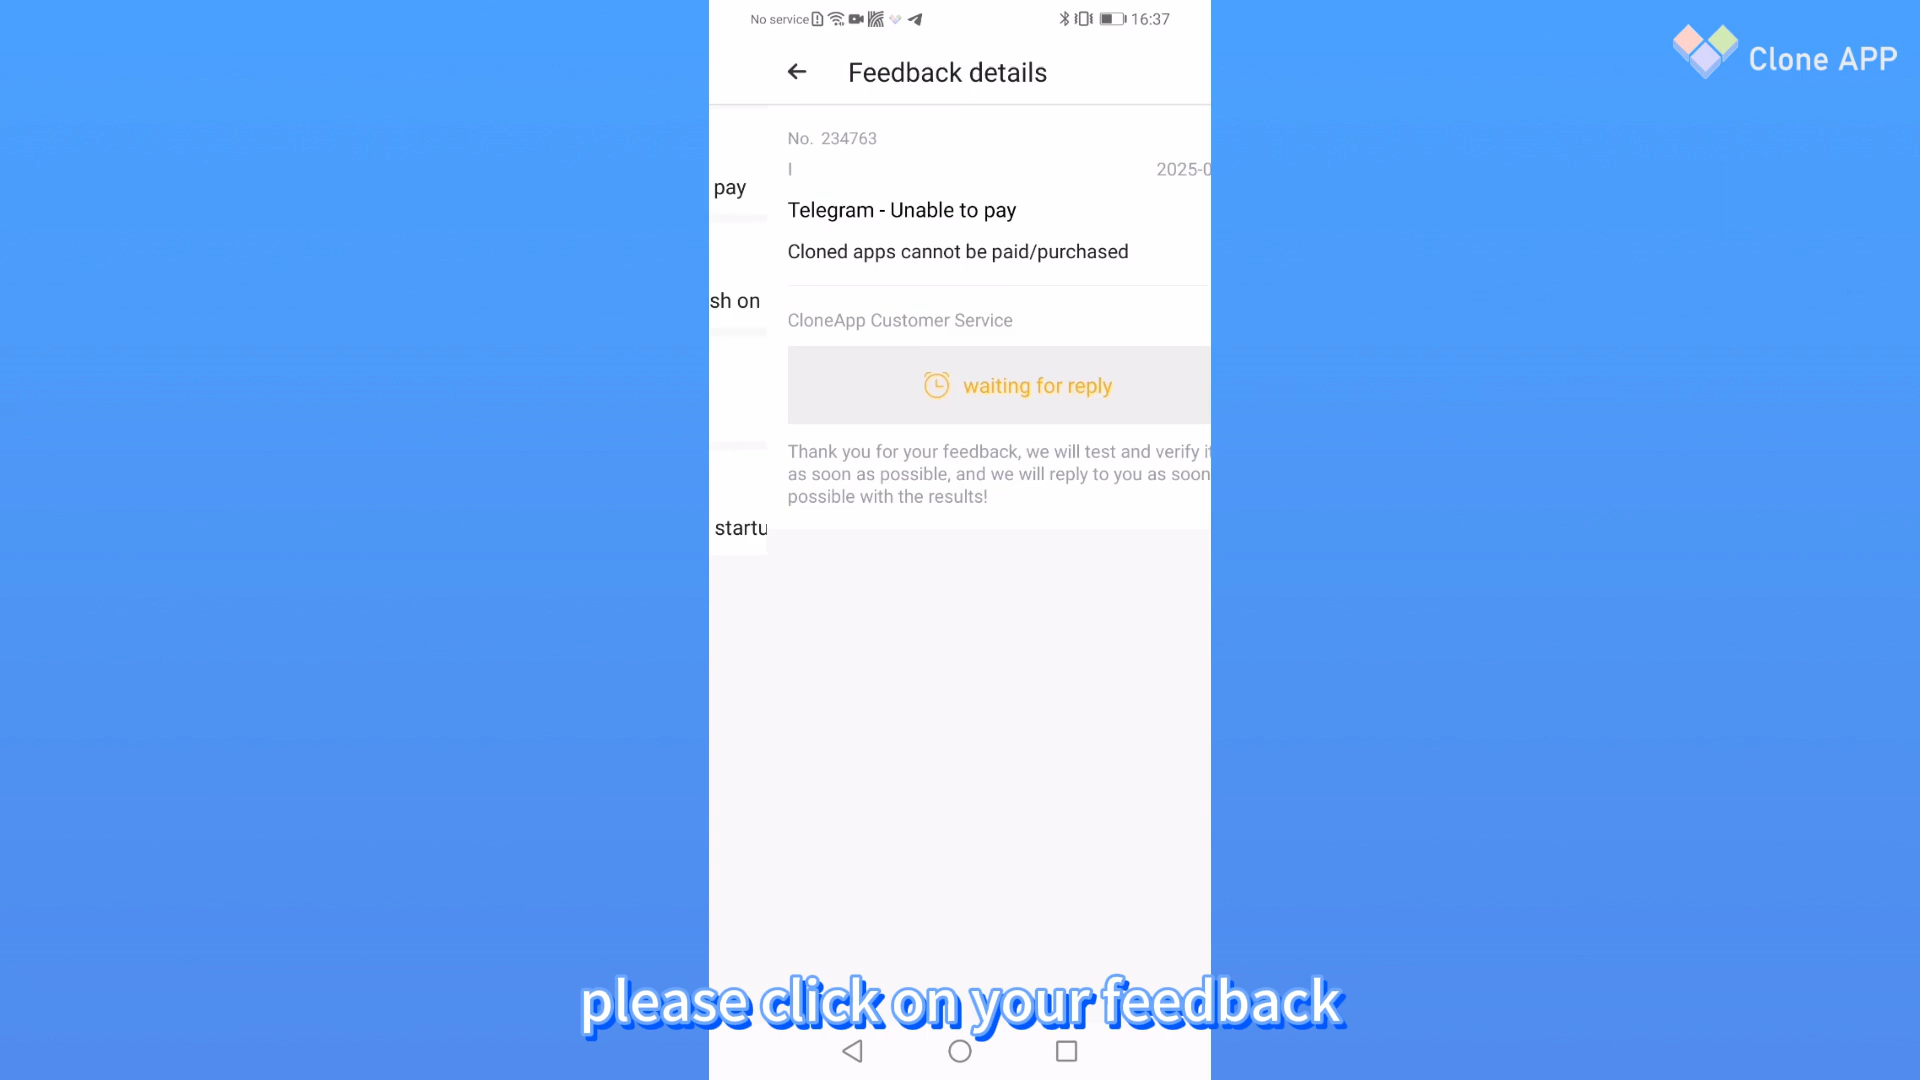 No service
16:37
Clone APP
Feedback details
No. 234763
I
2025-0
pay
Telegram - Unable to pay
Cloned apps cannot be paid/purchased
sh on
CloneApp Customer Service
waiting for reply
Thank you for your feedback, we will test and verify it
as soon as possible, and we will reply to you as soon
possible with the results!
startu
please click on your feedback